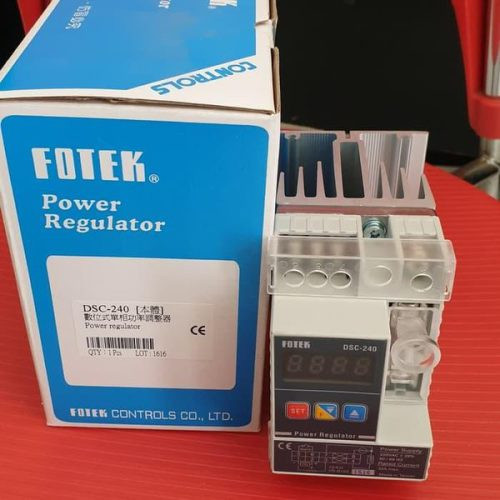 CONTROLS
FOTEK®
Power
Regulator
DSC-240 [本體]
數位式單相功率調整器
Power regulator
CE
QTY : 1 Pcs LOT : 1616
FOTEK CONTROLS CO., LTD.
FOTEK DSC-240
8888
SET
Power Regulator
CE
Power Supply
Rated Current